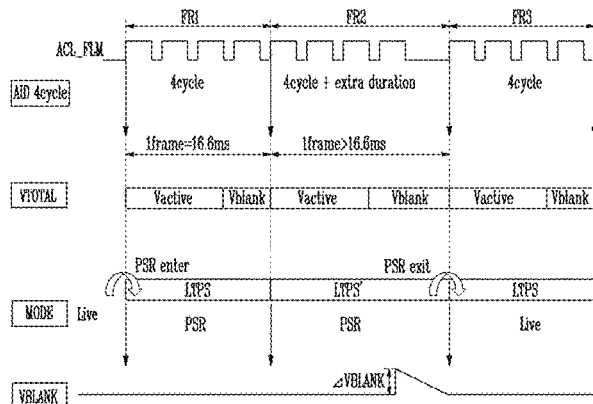 FR1 FR2 FR3
ACL_FLM
AID 4cycle
4cycle 4cycle + extra duration 4cycle
1frame=16.6ms 1frame>16.6ms
VTOTAL
Vactive Vblank Vactive Vblank Vactive Vblank
PSR enter PSR exit
LTPS LTPS' LTPS
MODE Live PSR PSR Live
⊿VBLANK
VBLANK